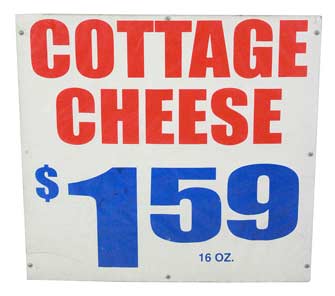 COTTAGE
CHEESE
$159
16 OZ.